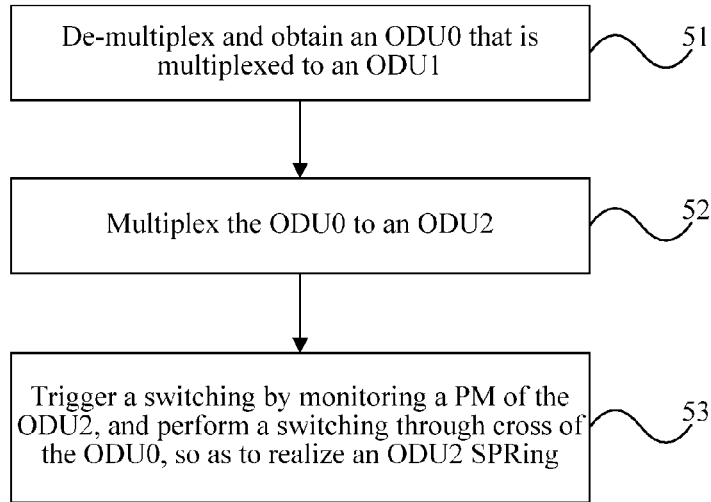 De-multiplex and obtain an ODU0 that is
multiplexed to an ODU1
51
Multiplex the ODU0 to an ODU2
52
Trigger a switching by monitoring a PM of the
ODU2, and perform a switching through cross of
the ODU0, so as to realize an ODU2 SPRing
53